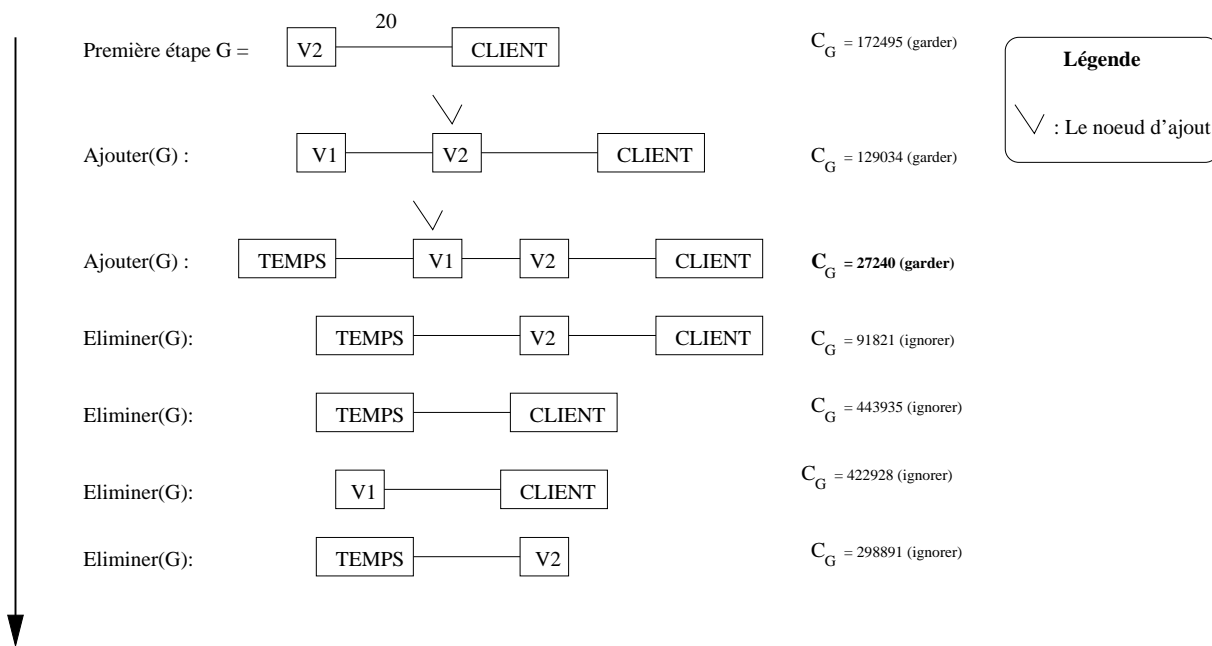 20
Première étape G = V2 CLIENT C_G = 172495 (garder)
Légende
: Le noeud d'ajout
Ajouter(G) : V1 V2 CLIENT C_G = 129034 (garder)
Ajouter(G) : TEMPS V1 V2 CLIENT C_G = 27240 (garder)
Eliminer(G): TEMPS V2 CLIENT C_G = 91821 (ignorer)
Eliminer(G): TEMPS CLIENT C_G = 443935 (ignorer)
Eliminer(G): V1 CLIENT C_G = 422928 (ignorer)
Eliminer(G): TEMPS V2 C_G = 298891 (ignorer)